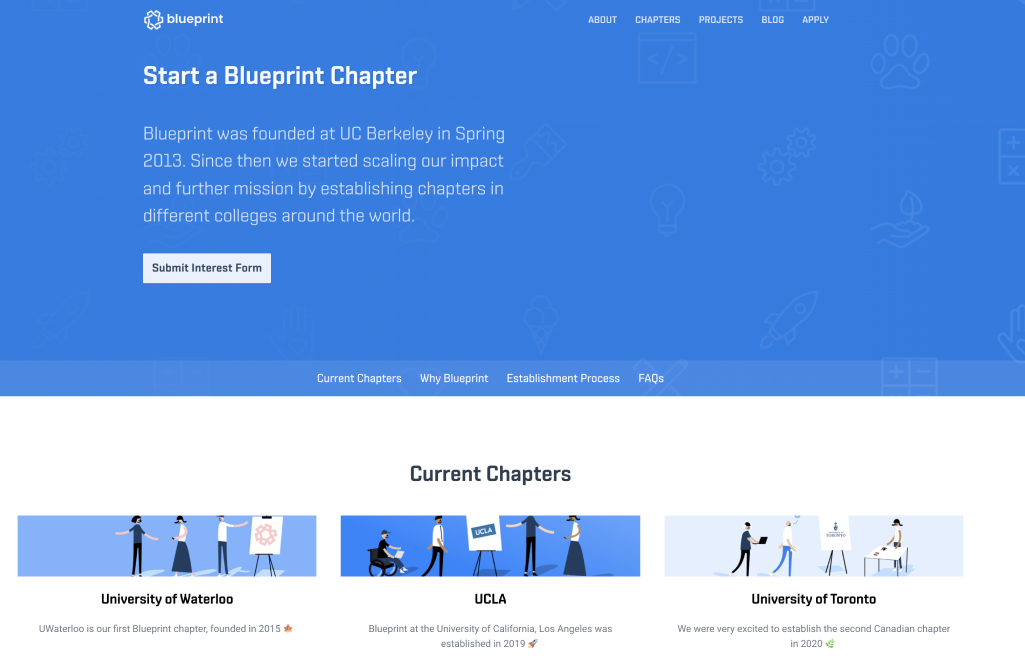 blueprint
ABOUT CHAPTERS PROJECTS BLOG APPLY
Start a Blueprint Chapter
Blueprint was founded at UC Berkeley in Spring
2013. Since then we started scaling our impact
and further mission by establishing chapters in
different colleges around the world.
Submit Interest Form
Current Chapters Why Blueprint Establishment Process FAQs
Current Chapters
UCLA
TORONTO
University of Waterloo
UCLA
University of Toronto
UWaterloo is our first Blueprint chapter, founded in 2015 🍁
Blueprint at the University of California, Los Angeles was
established in 2019 🚀
We were very excited to establish the second Canadian chapter
in 2020 🌿